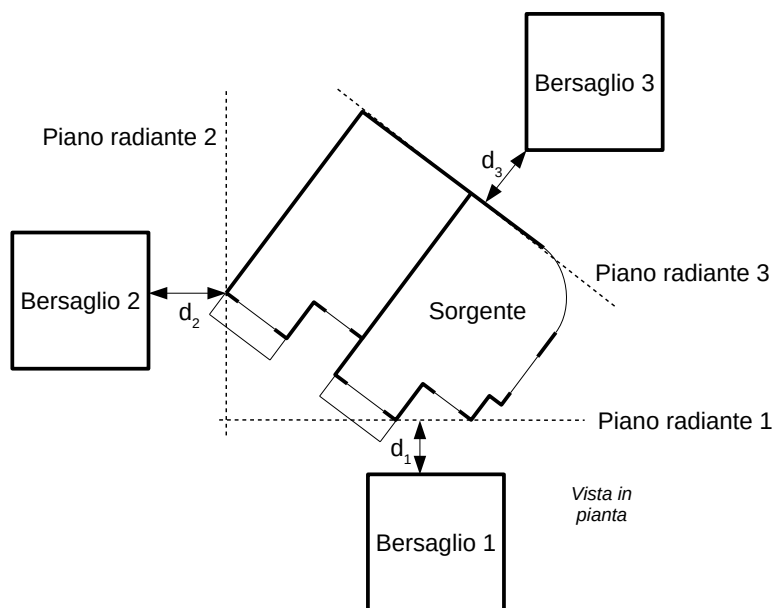 Bersaglio 3
Piano radiante 2
d3
Piano radiante 3
Bersaglio 2
d2
Sorgente
Piano radiante 1
d1
Vista in
pianta
Bersaglio 1